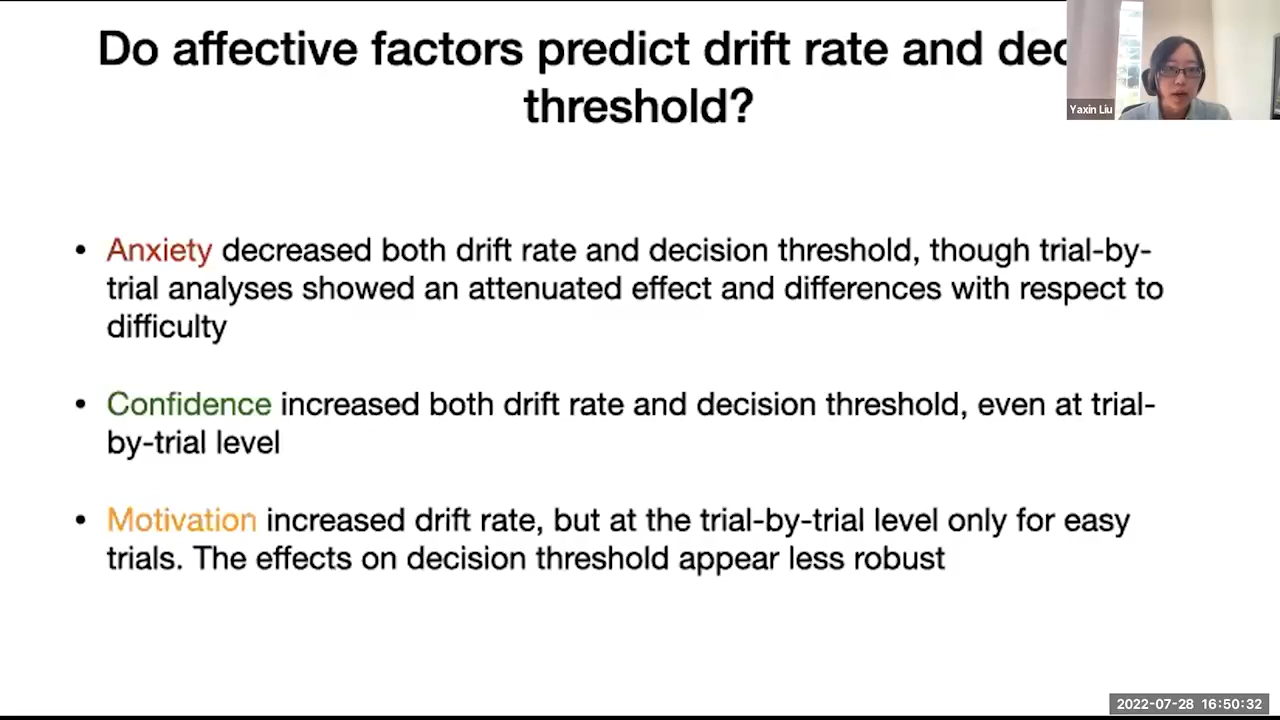 Do affective factors predict drift rate and dec
threshold?
Yaxin Liu
• Anxiety decreased both drift rate and decision threshold, though trial-by-
trial analyses showed an attenuated effect and differences with respect to
difficulty
• Confidence increased both drift rate and decision threshold, even at trial-
by-trial level
• Motivation increased drift rate, but at the trial-by-trial level only for easy
trials. The effects on decision threshold appear less robust
2022-07-28 16:50:32